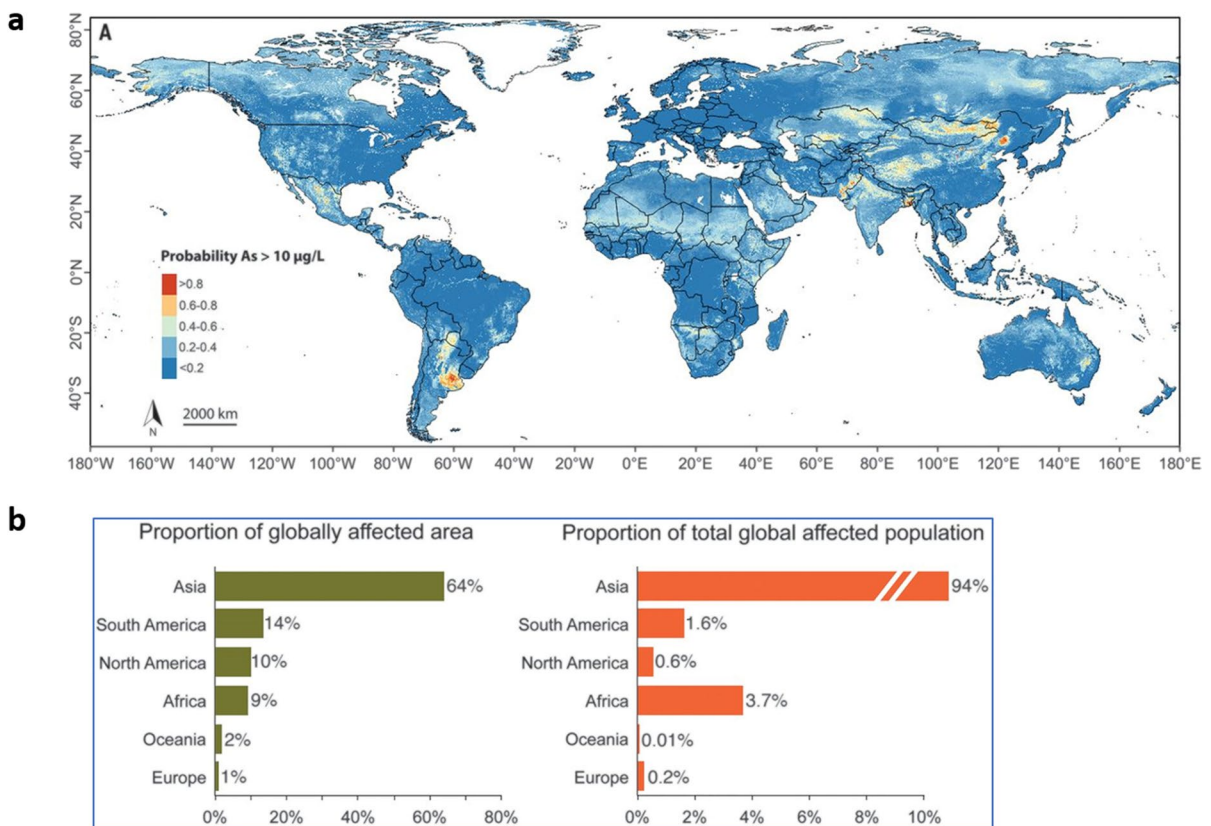 a
A
80°N
60°N
40°N
20°N
0°N
20°S
40°S
Probability As > 10 µg/L
>0.8
0.6-0.8
0.4-0.6
0.2-0.4
<0.2
N
2000 km
180°W 160°W 140°W 120°W 100°W 80°W 60°W 40°W 20°W 0°E 20°E 40°E 60°E 80°E 100°E 120°E 140°E 160°E 180°E
b
Proportion of globally affected area
Asia 64%
South America 14%
North America 10%
Africa 9%
Oceania 2%
Europe 1%
0% 20% 40% 60% 80%
Proportion of total global affected population
Asia 94%
South America 1.6%
North America 0.6%
Africa 3.7%
Oceania 0.01%
Europe 0.2%
0% 2% 4% 6% 8% 10%